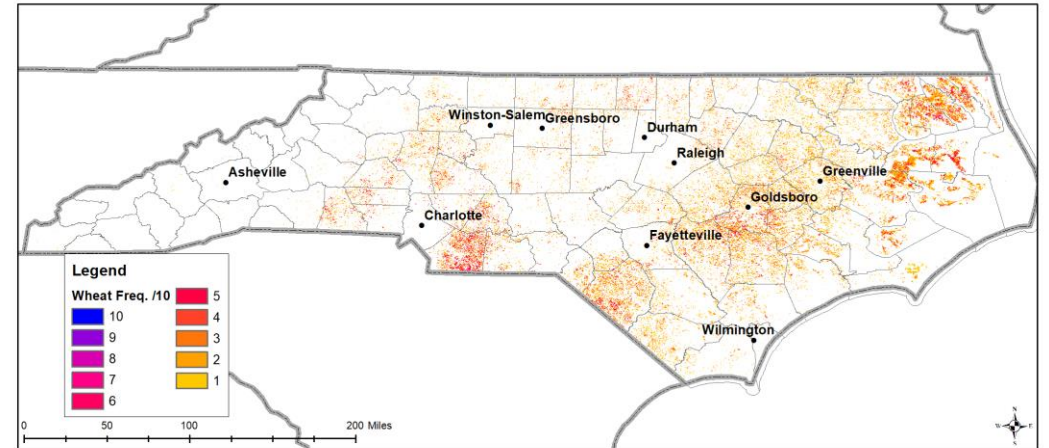 Winston-Salem
Greensboro
Durham
Raleigh
Asheville
Greenville
Goldsboro
Charlotte
Fayetteville
Wilmington
Legend
Wheat Freq. /10
10
9
8
7
6
5
4
3
2
1
0 50 100 200 Miles
N
W E
S